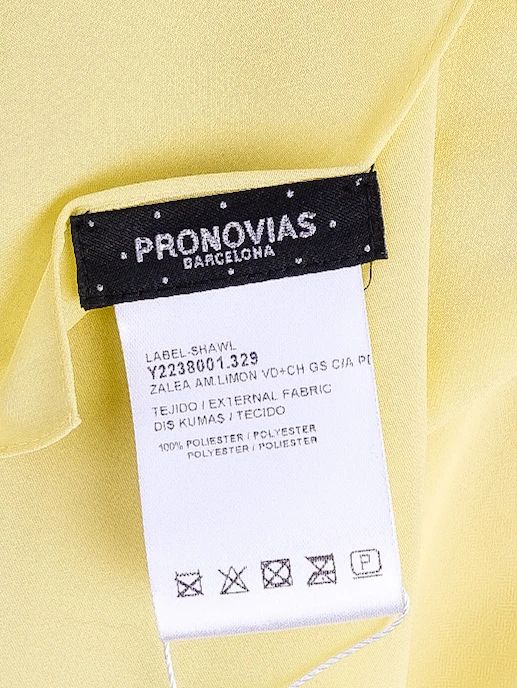 PRONOVIAS
BARCELONA
LABEL-SHAWL
Y2238001.329
ZALEA AM.LIMON VD+CH GS C/A
TEJIDO / EXTERNAL FABRIC
DIS KUMAS / TECIDO
100% POLIESTER / POLYESTER
POLYESTER / POLIESTER
P